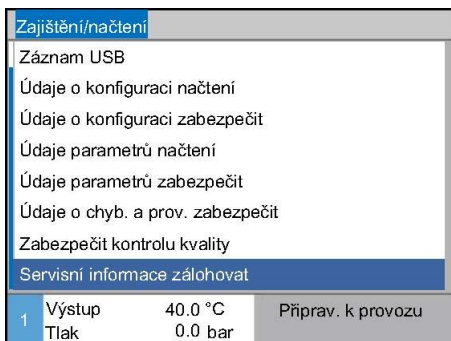 Zajištění/načtení
Záznam USB
Údaje o konfiguraci načtení
Údaje o konfiguraci zabezpečit
Údaje parametrů načtení
Údaje parametrů zabezpečit
Údaje o chyb. a prov. zabezpečit
Zabezpečit kontrolu kvality
Servisní informace zálohovat
1 Výstup 40.0 °C Připrav. k provozu
Tlak 0.0 bar